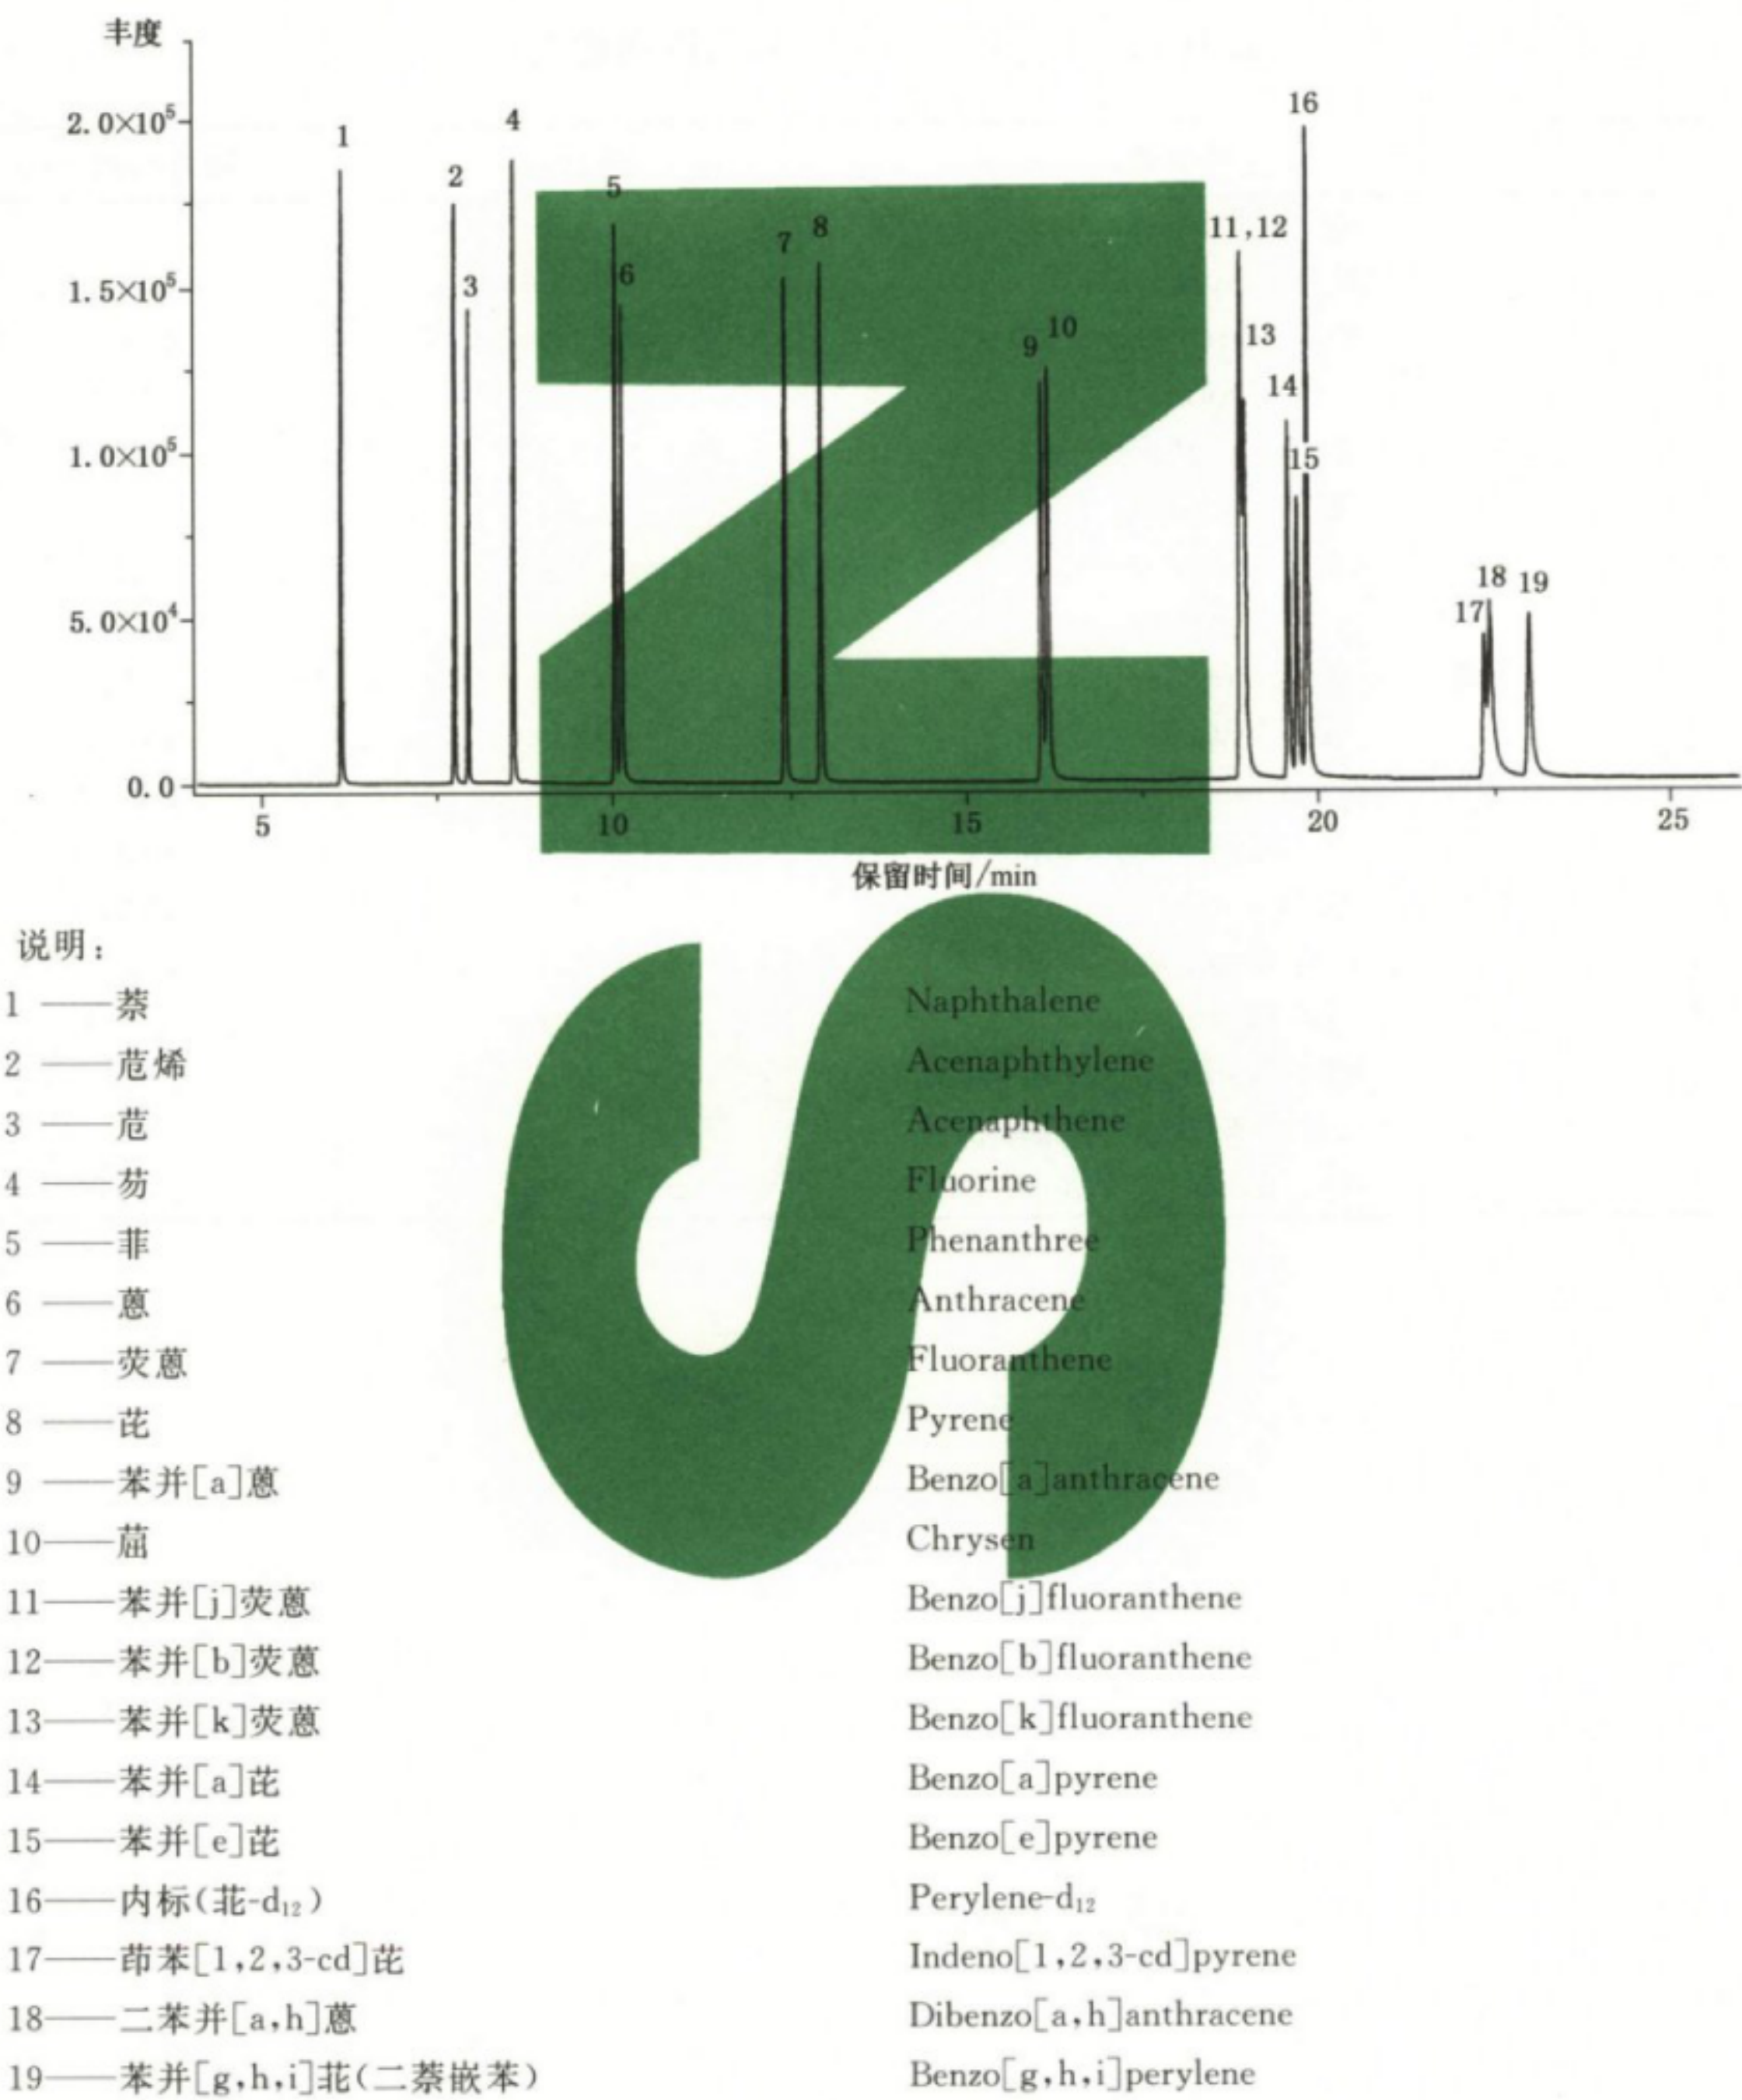 丰度
2.0×10⁵
1.5×10⁵
1.0×10⁵
5.0×10⁴
0.0
1
2
3
4
5
6
7
8
9
10
11,12
13
14
15
16
17
18
19
5 10 15 20 25
保留时间/min
说明：
1 ——萘 Naphthalene
2 ——苊烯 Acenaphthylene
3 ——苊 Acenaphthene
4 ——芴 Fluorine
5 ——菲 Phenanthree
6 ——蒽 Anthracene
7 ——荧蒽 Fluoranthene
8 ——芘 Pyrene
9 ——苯并[a]蒽 Benzo[a]anthracene
10——䓛 Chrysen
11——苯并[j]荧蒽 Benzo[j]fluoranthene
12——苯并[b]荧蒽 Benzo[b]fluoranthene
13——苯并[k]荧蒽 Benzo[k]fluoranthene
14——苯并[a]芘 Benzo[a]pyrene
15——苯并[e]芘 Benzo[e]pyrene
16——内标(苝-d₁₂) Perylene-d₁₂
17——茚苯[1,2,3-cd]芘 Indeno[1,2,3-cd]pyrene
18——二苯并[a,h]蒽 Dibenzo[a,h]anthracene
19——苯并[g,h,i]苝(二萘嵌苯) Benzo[g,h,i]perylene